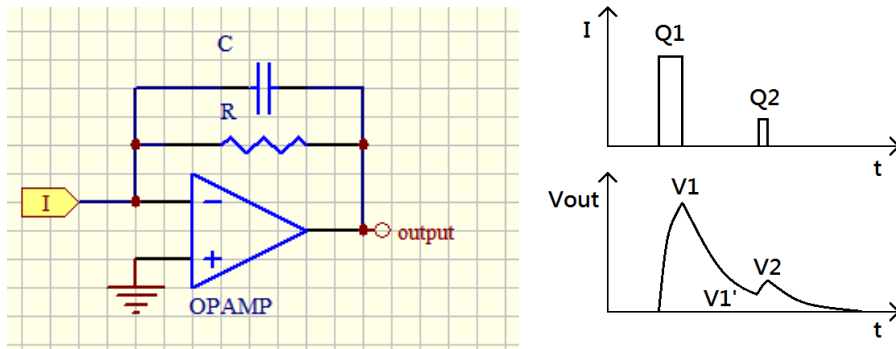 C
R
I
−
+
output
OPAMP
I
Q1
Q2
t
Vout
V1
V1'
V2
t